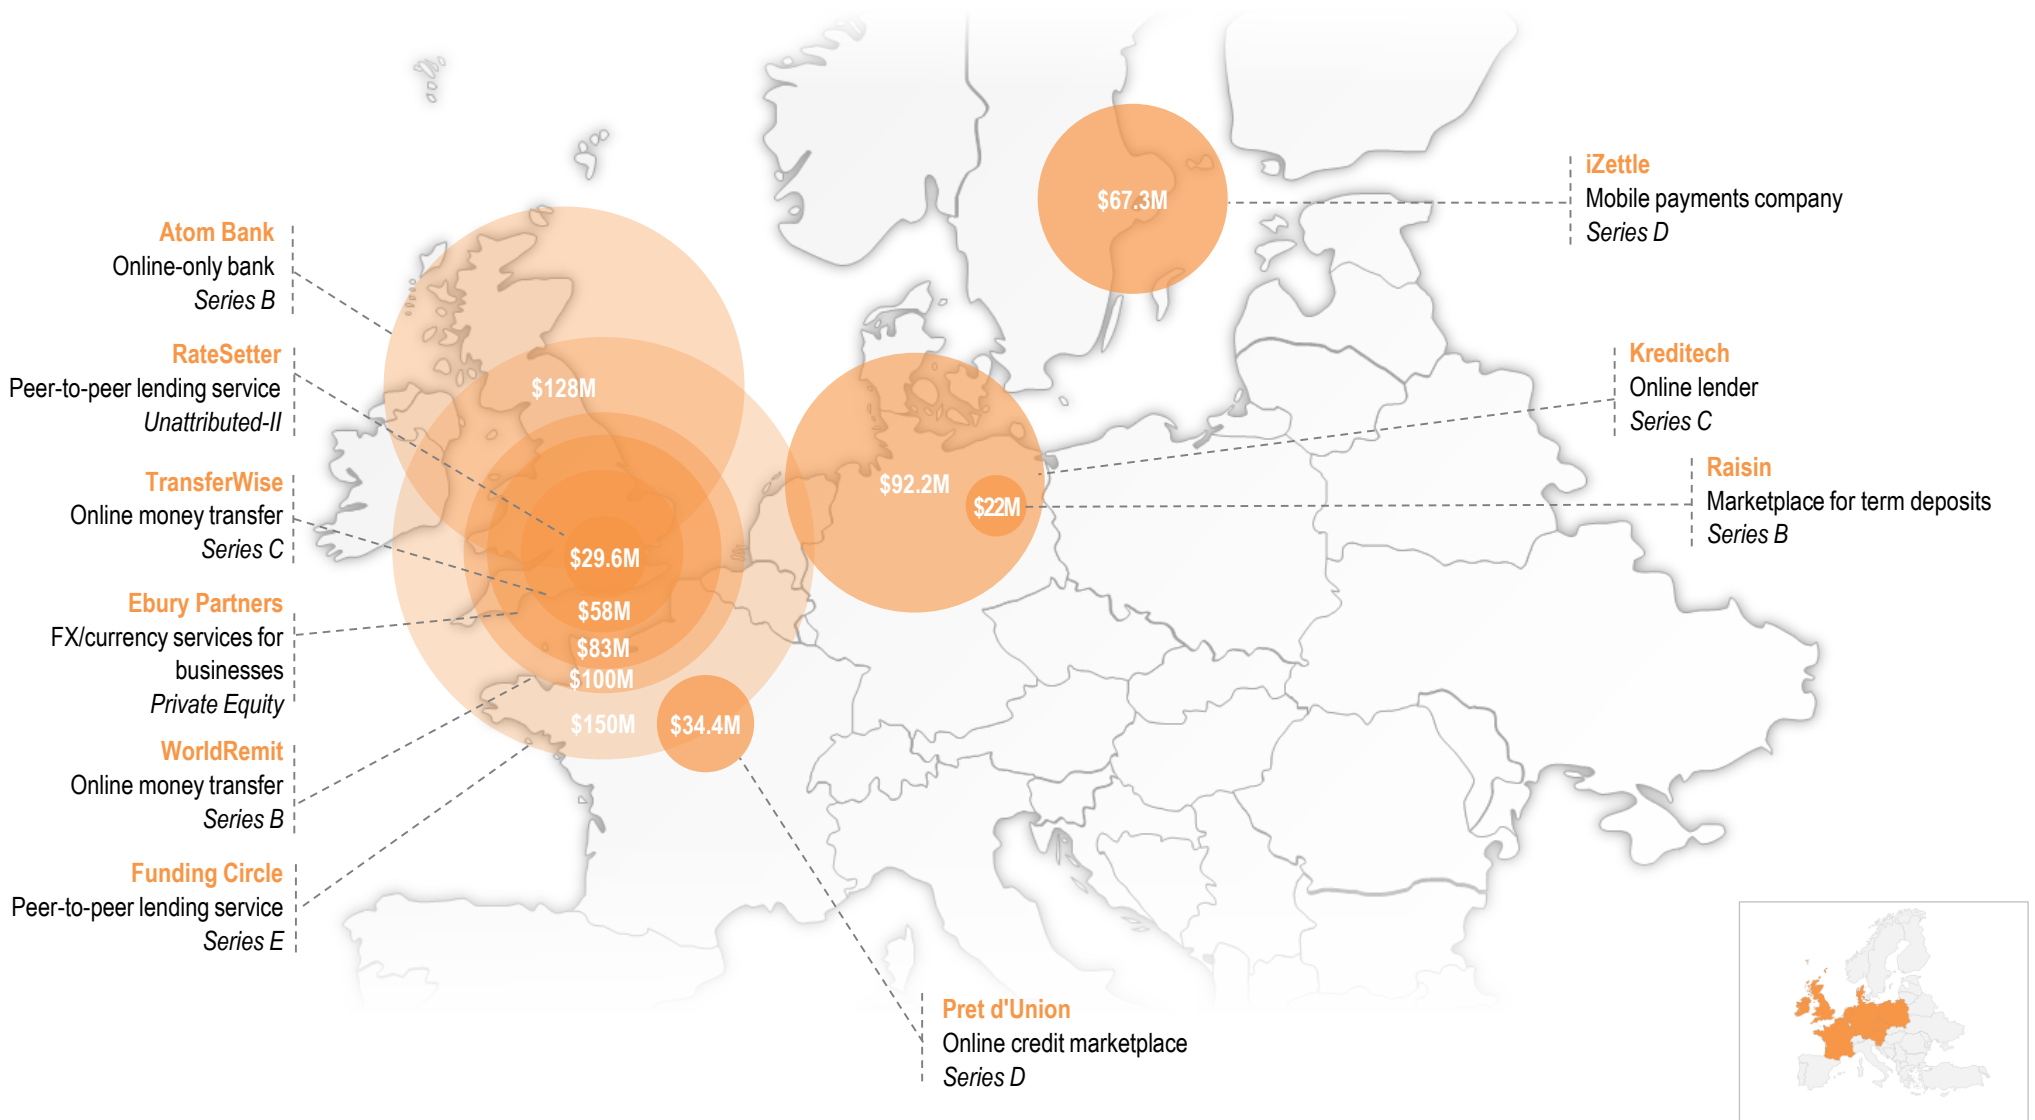 Atom Bank
Online-only bank
Series B
RateSetter
Peer-to-peer lending service
Unattributed-II
TransferWise
Online money transfer
Series C
Ebury Partners
FX/currency services for
businesses
Private Equity
WorldRemit
Online money transfer
Series B
Funding Circle
Peer-to-peer lending service
Series E
$128M
$29.6M
$58M
$83M
$100M
$150M
$34.4M
$67.3M
$92.2M
$22M
iZettle
Mobile payments company
Series D
Kreditech
Online lender
Series C
Raisin
Marketplace for term deposits
Series B
Pret d'Union
Online credit marketplace
Series D